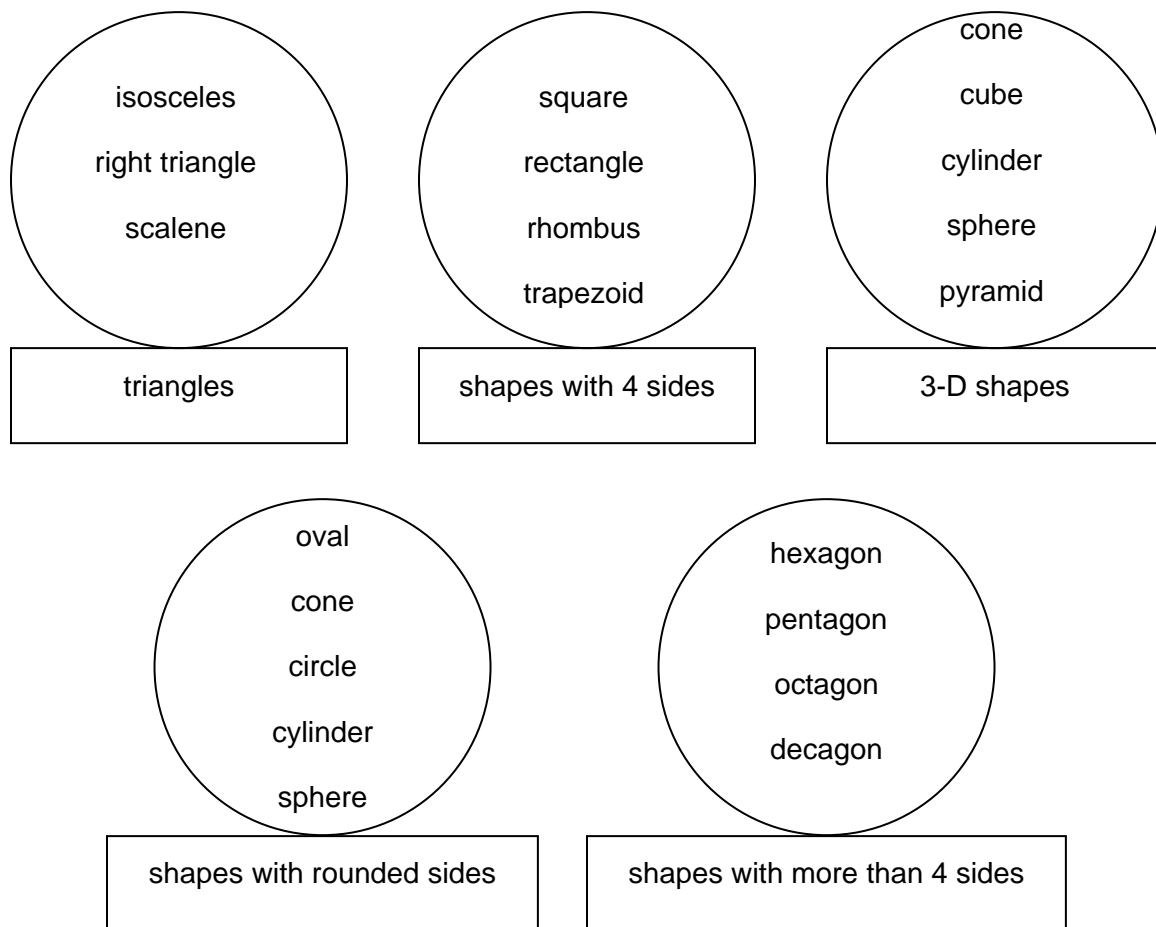 isosceles
right triangle
scalene
triangles
square
rectangle
rhombus
trapezoid
shapes with 4 sides
cone
cube
cylinder
sphere
pyramid
3-D shapes
oval
cone
circle
cylinder
sphere
shapes with rounded sides
hexagon
pentagon
octagon
decagon
shapes with more than 4 sides